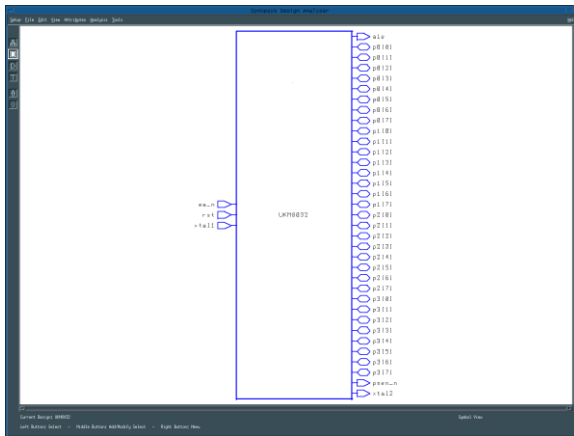 Synopsys Design Analyzer
Setup File Edit View Attributes Analysis Tools
ale
p0[0]
p0[1]
p0[2]
p0[3]
p0[4]
p0[5]
p0[6]
p0[7]
p1[0]
p1[1]
p1[2]
p1[3]
p1[4]
p1[5]
p1[6]
p1[7]
ea_n
rst
xtal1
p2[0]
p2[1]
p2[2]
p2[3]
p2[4]
p2[5]
p2[6]
p2[7]
p3[0]
p3[1]
p3[2]
p3[3]
p3[4]
p3[5]
p3[6]
p3[7]
psen_n
xtal2
Current Design:
Symbol View
Left Button: Select - Middle Button: Add/Modify Select - Right Button: Menu